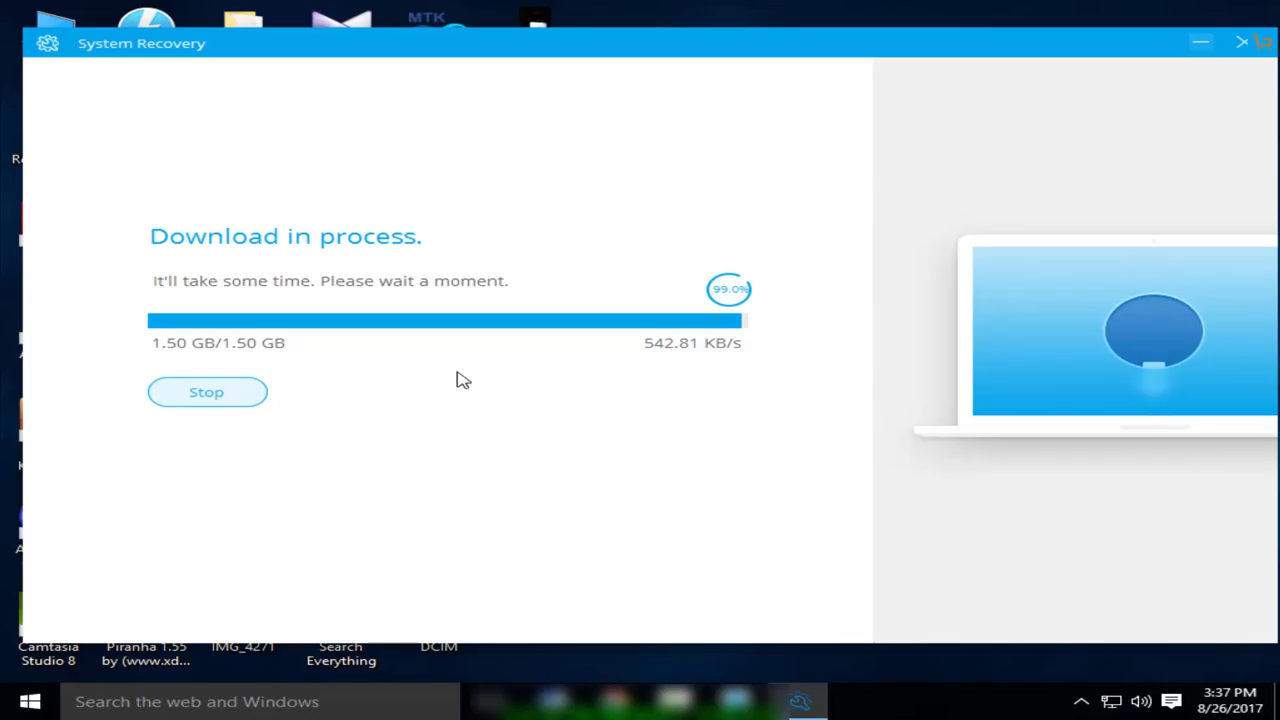 MTK
System Recovery
Download in process.
It'll take some time. Please wait a moment.
99.0%
1.50 GB/1.50 GB
542.81 KB/s
Stop
Camtasia
Studio 8
Piranha 1.55
by (www.xd...
IMG_4271
Search
Everything
DCIM
Search the web and Windows
3:37 PM
8/26/2017